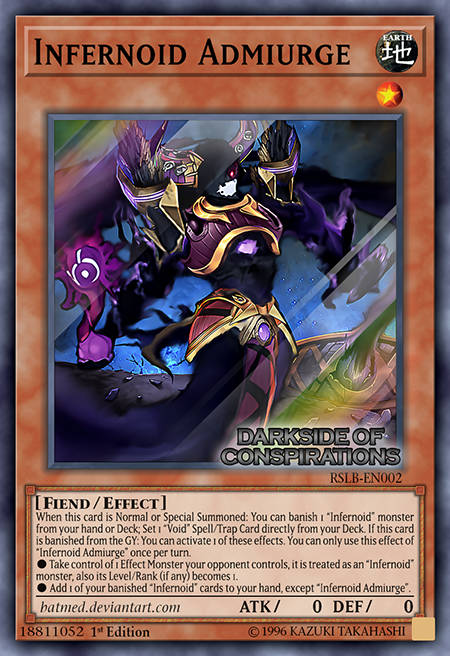 INFERNOID ADMIURGE
EARTH
地
DARKSIDE OF
CONSPIRATIONS
RSLB-EN002
[ FIEND / EFFECT ]
When this card is Normal or Special Summoned: You can banish 1 "Infernoid" monster
from your hand or Deck; Set 1 "Void" Spell/Trap Card directly from your Deck. If this card
is banished from the GY: You can activate 1 of these effects. You can only use this effect of
"Infernoid Admiurge" once per turn.
● Take control of 1 Effect Monster your opponent controls, it is treated as an "Infernoid"
monster, also its Level/Rank (if any) becomes 1.
● Add 1 of your banished "Infernoid" cards to your hand, except "Infernoid Admiurge".
batmed.deviantart.com ATK / 0 DEF / 0
18811052 1st Edition ©1996 KAZUKI TAKAHASHI